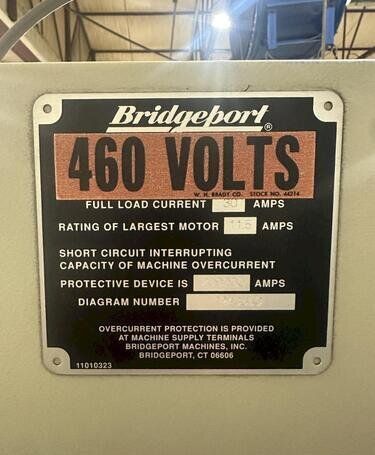 Bridgeport®
460 VOLTS
W. H. BRADY CO. STOCK NO. 44214
FULL LOAD CURRENT 30 AMPS
RATING OF LARGEST MOTOR 11.5 AMPS
SHORT CIRCUIT INTERRUPTING
CAPACITY OF MACHINE OVERCURRENT
PROTECTIVE DEVICE IS AMPS
DIAGRAM NUMBER
OVERCURRENT PROTECTION IS PROVIDED
AT MACHINE SUPPLY TERMINALS
BRIDGEPORT MACHINES, INC.
BRIDGEPORT, CT 06606
11010323